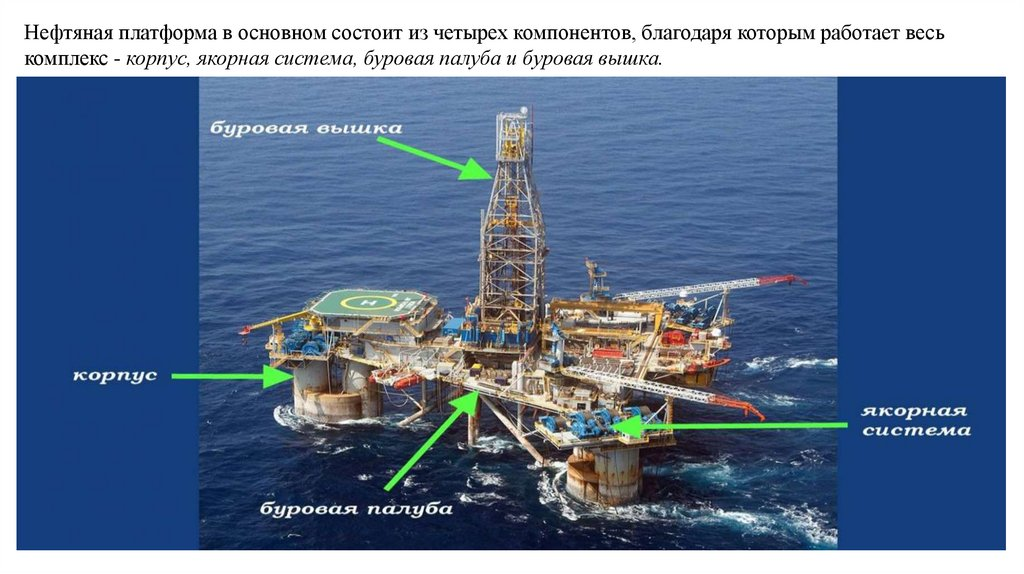 Нефтяная платформа в основном состоит из четырех компонентов, благодаря которым работает весь
комплекс - корпус, якорная система, буровая палуба и буровая вышка.
буровая вышка
корпус
якорная
система
буровая палуба
H